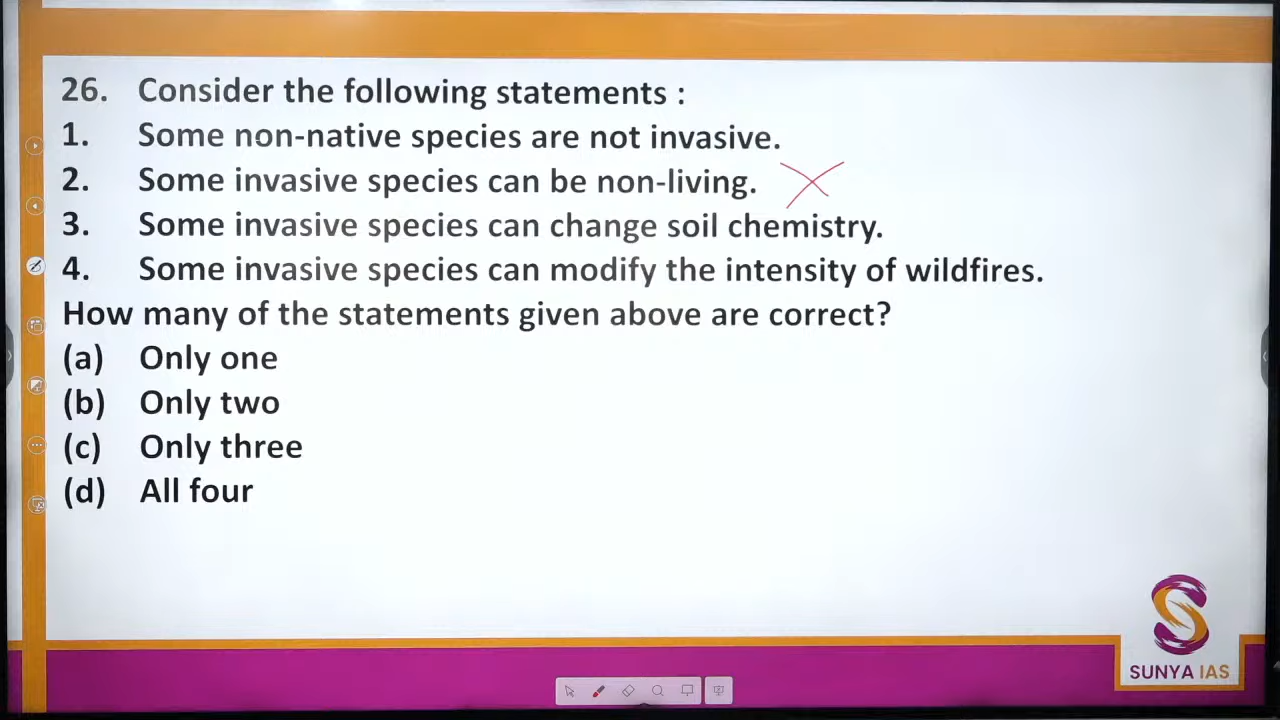 26. Consider the following statements :
1. Some non-native species are not invasive.
2. Some invasive species can be non-living.
3. Some invasive species can change soil chemistry.
4. Some invasive species can modify the intensity of wildfires.
How many of the statements given above are correct?
(a) Only one
(b) Only two
(c) Only three
(d) All four
SUNYA IAS